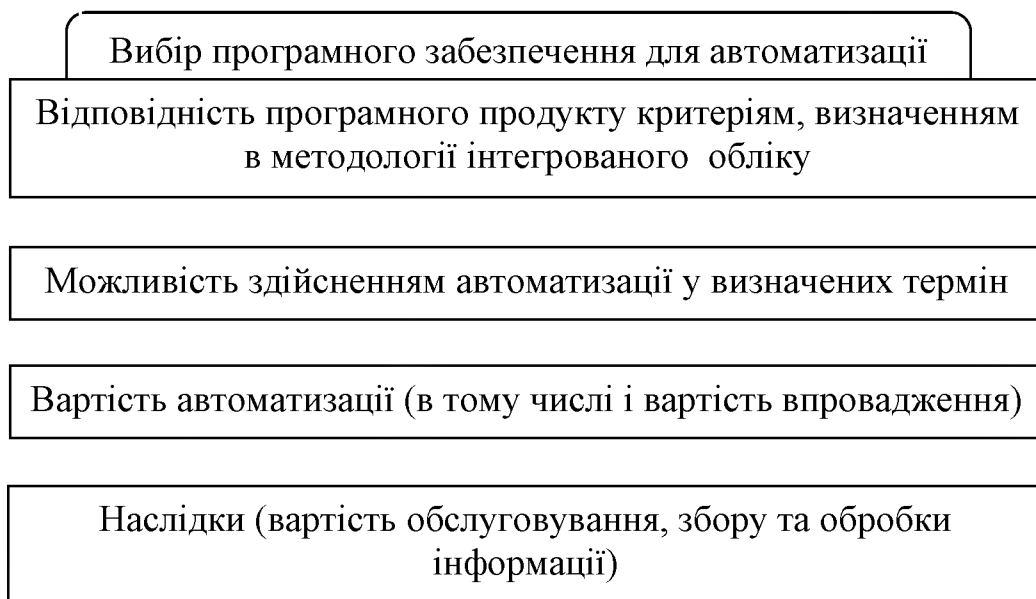 Вибір програмного забезпечення для автоматизації
Відповідність програмного продукту критеріям, визначенням
в методології інтегрованого обліку
Можливість здійсненням автоматизації у визначених термін
Вартість автоматизації (в тому числі і вартість впровадження)
Наслідки (вартість обслуговування, збору та обробки
інформації)